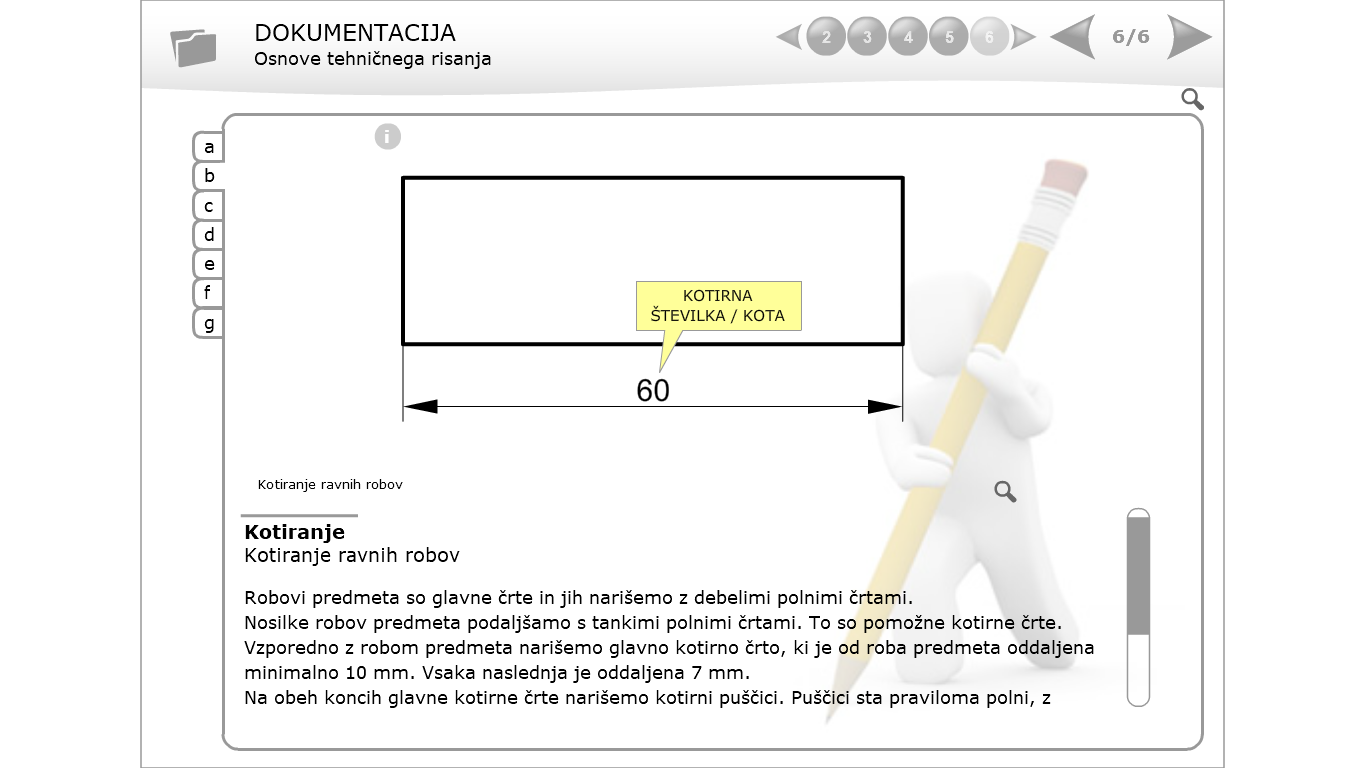 DOKUMENTACIJA
Osnove tehničnega risanja
2 3 4 5 6
6/6
i
a
b
c
d
e
f
g
KOTIRNA
ŠTEVILKA / KOTA
60
Kotiranje ravnih robov
Kotiranje
Kotiranje ravnih robov
Robovi predmeta so glavne črte in jih narišemo z debelimi polnimi črtami.
Nosilke robov predmeta podaljšamo s tankimi polnimi črtami. To so pomožne kotirne črte.
Vzporedno z robom predmeta narišemo glavno kotirno črto, ki je od roba predmeta oddaljena
minimalno 10 mm. Vsaka naslednja je oddaljena 7 mm.
Na obeh koncih glavne kotirne črte narišemo kotirni puščici. Puščici sta praviloma polni, z